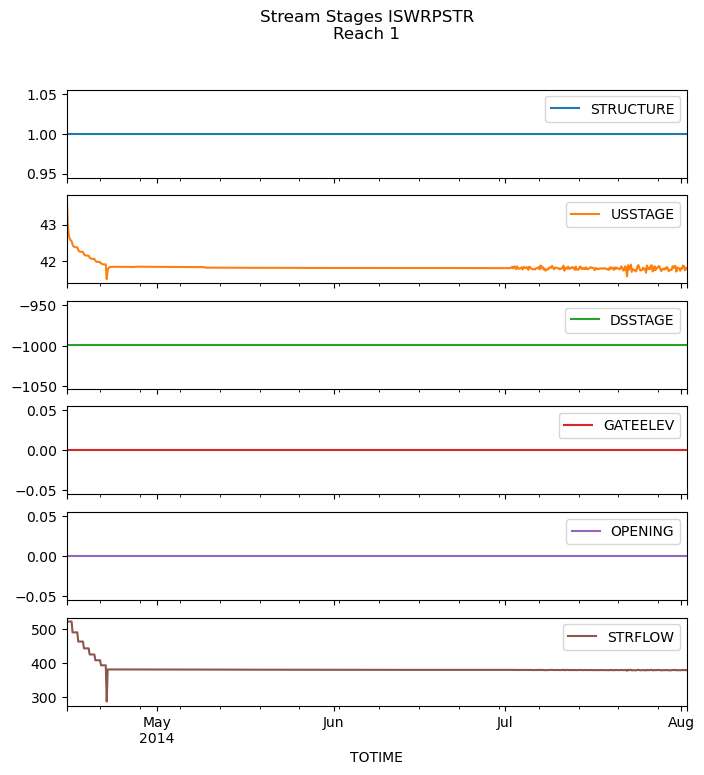 Stream Stages ISWRPSTR
Reach 1
1.05
1.00
0.95
STRUCTURE
43
42
USSTAGE
−950
−1000
−1050
DSSTAGE
0.05
0.00
−0.05
GATEELEV
0.05
0.00
−0.05
OPENING
500
400
300
STRFLOW
May Jun Jul Aug
2014
TOTIME